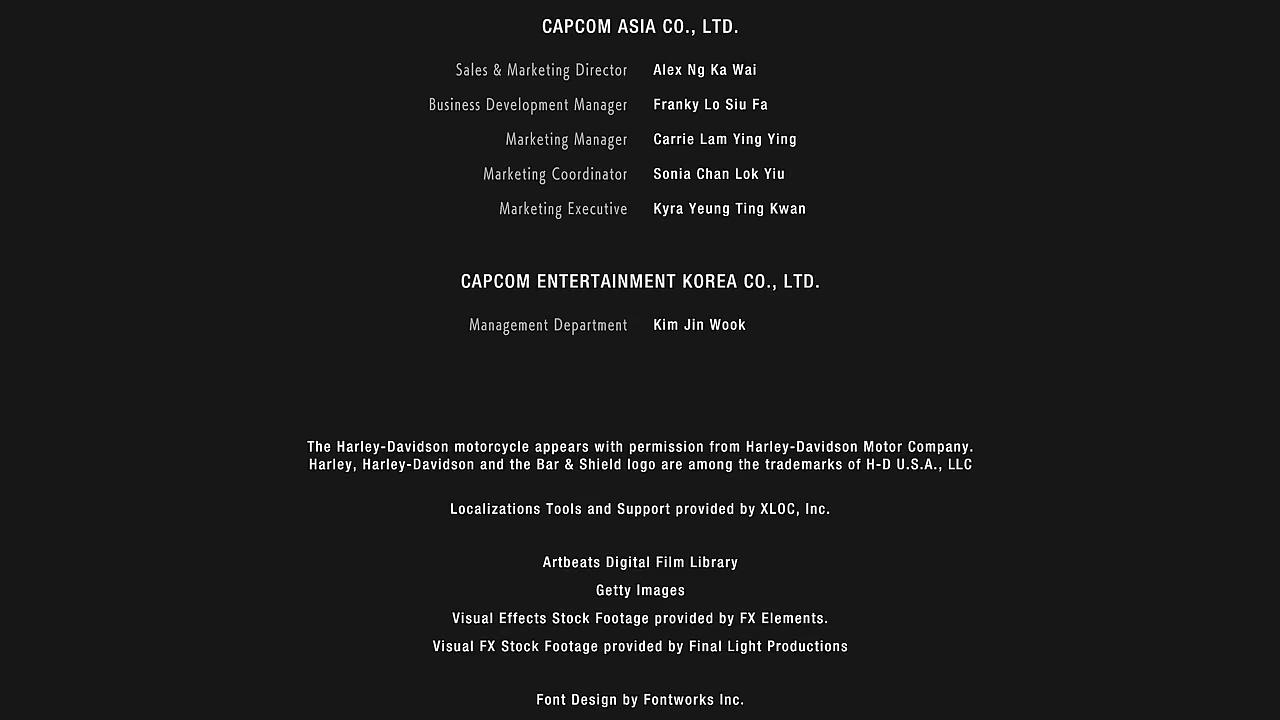 CAPCOM ASIA CO., LTD.
Sales & Marketing Director Alex Ng Ka Wai
Business Development Manager Franky Lo Siu Fa
Marketing Manager Carrie Lam Ying Ying
Marketing Coordinator Sonia Chan Lok Yiu
Marketing Executive Kyra Yeung Ting Kwan
CAPCOM ENTERTAINMENT KOREA CO., LTD.
Management Department Kim Jin Wook
The Harley-Davidson motorcycle appears with permission from Harley-Davidson Motor Company.
Harley, Harley-Davidson and the Bar & Shield logo are among the trademarks of H-D U.S.A., LLC
Localizations Tools and Support provided by XLOC, Inc.
Artbeats Digital Film Library
Getty Images
Visual Effects Stock Footage provided by FX Elements.
Visual FX Stock Footage provided by Final Light Productions
Font Design by Fontworks Inc.